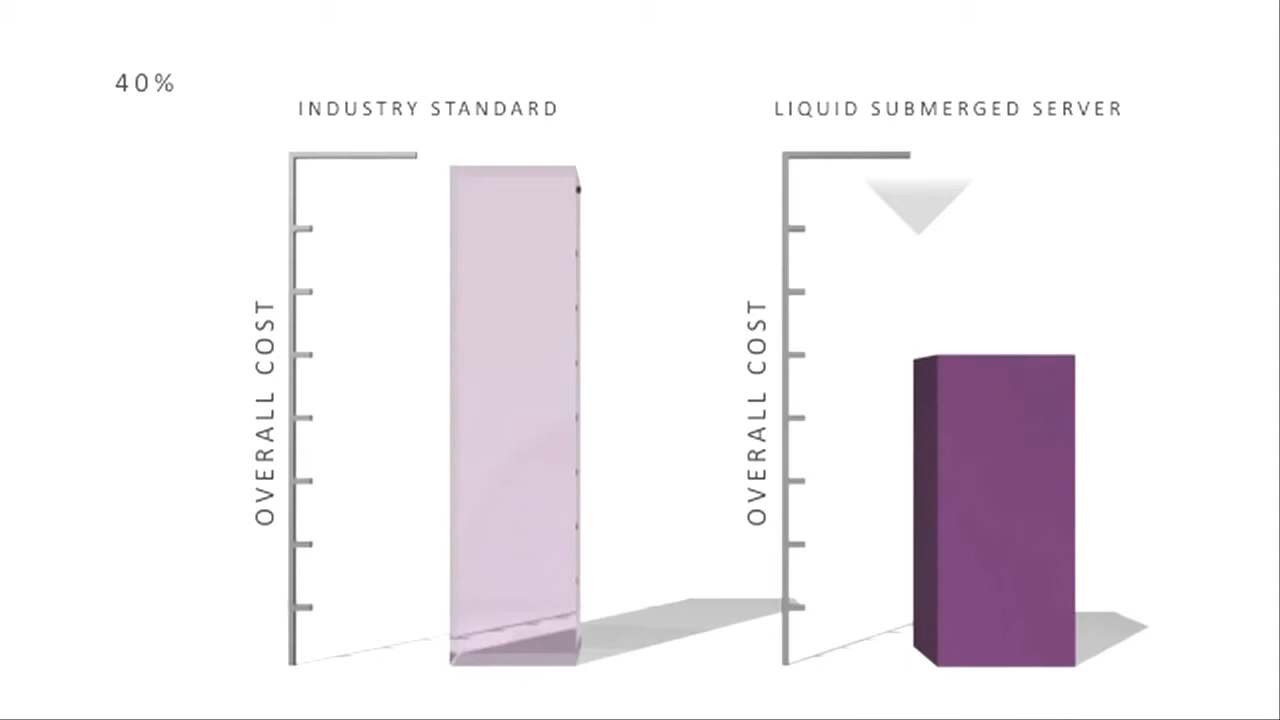 40%
INDUSTRY STANDARD
LIQUID SUBMERGED SERVER
OVERALL COST
OVERALL COST